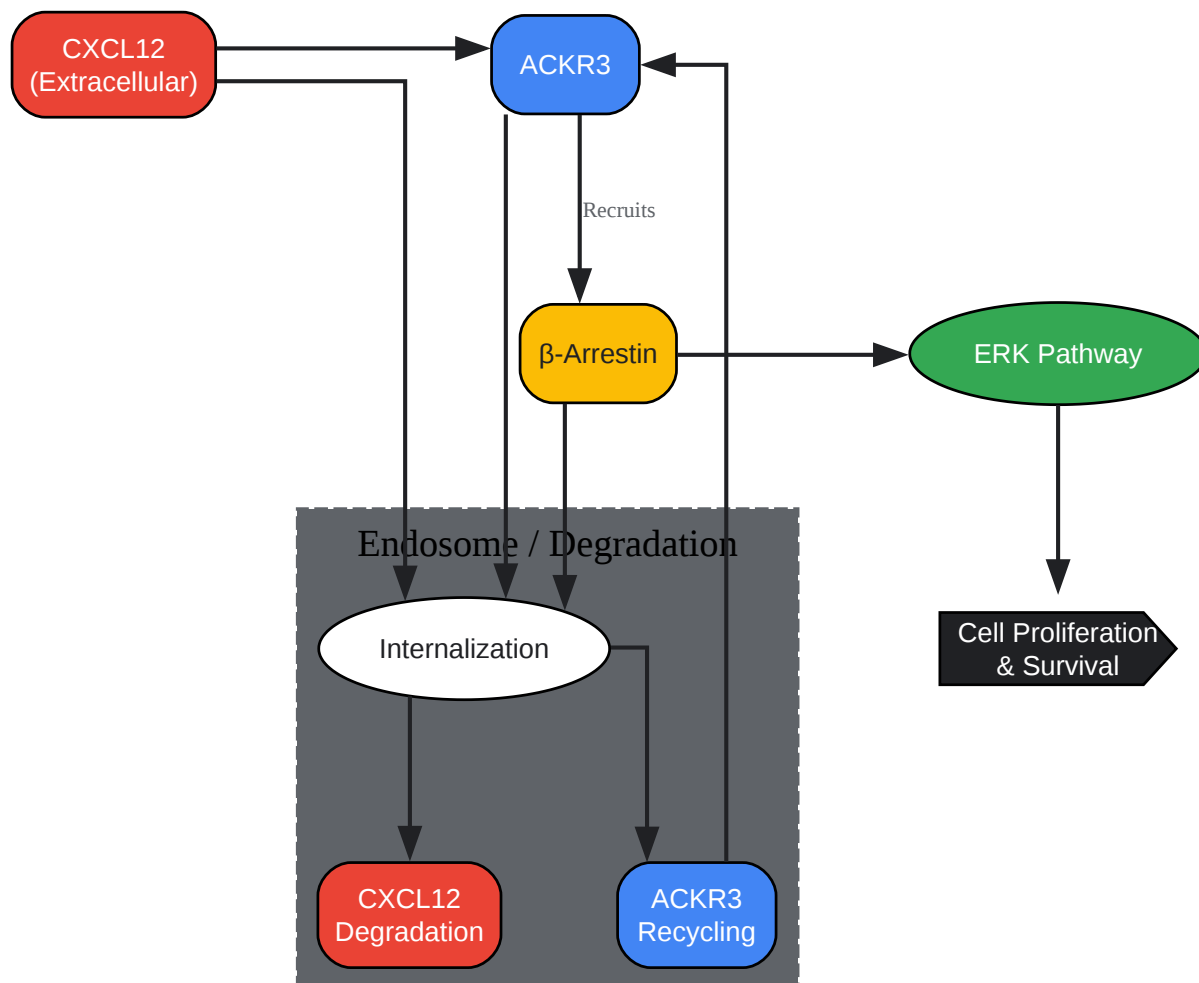 CXCL12
(Extracellular)
ACKR3
Recruits
β-Arrestin
ERK Pathway
Endosome / Degradation
Internalization
Cell Proliferation
& Survival
CXCL12
Degradation
ACKR3
Recycling